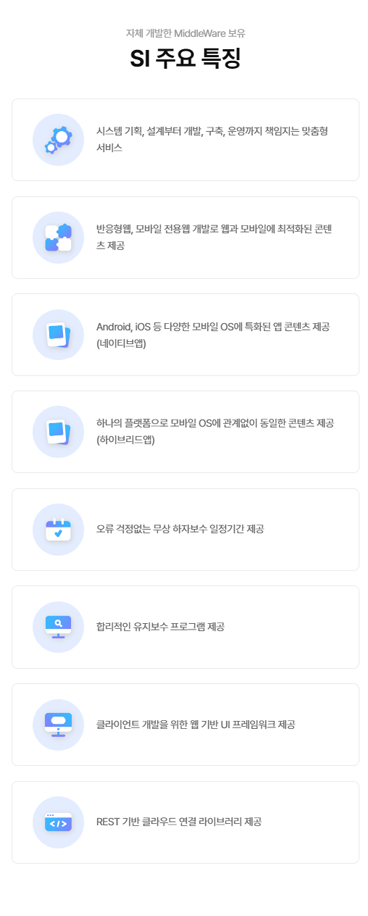 자체 개발한 MiddleWare 보유
SI 주요 특징
시스템 기획, 설계부터 개발, 구축, 운영까지 책임지는 맞춤형
서비스
반응형웹, 모바일 전용웹 개발로 웹과 모바일에 최적화된 콘텐
츠 제공
Android, iOS 등 다양한 모바일 OS에 특화된 앱 콘텐츠 제공
(네이티브앱)
하나의 플랫폼으로 모바일 OS에 관계없이 동일한 콘텐츠 제공
(하이브리드앱)
오류 걱정없는 무상 하자보수 일정기간 제공
합리적인 유지보수 프로그램 제공
클라이언트 개발을 위한 웹 기반 UI 프레임워크 제공
REST 기반 클라우드 연결 라이브러리 제공